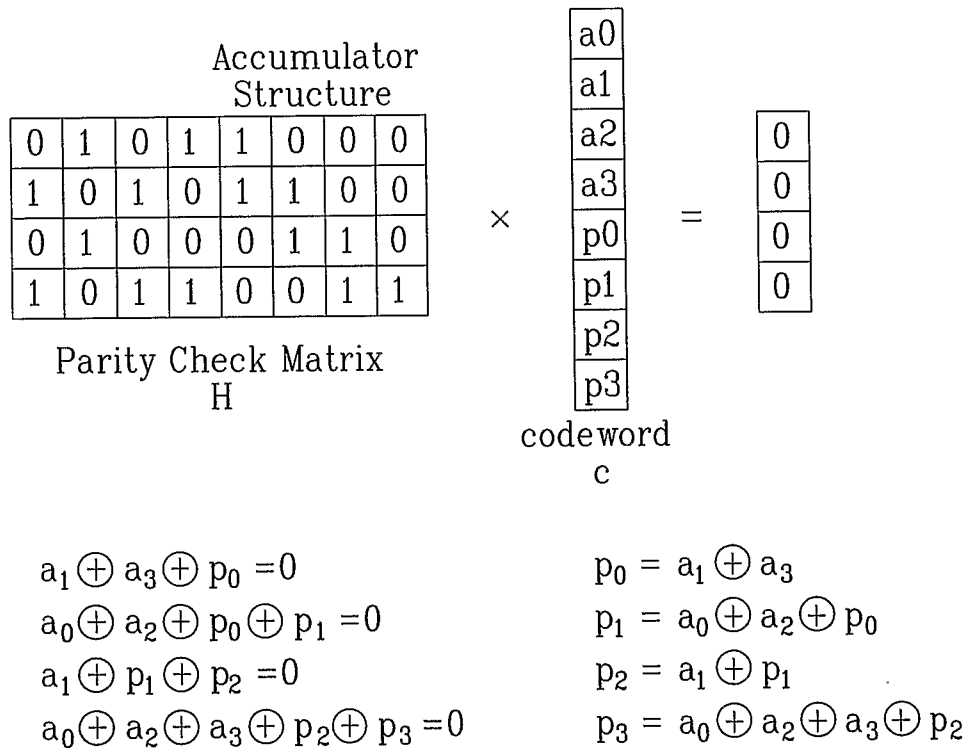 Accumulator
Structure
0 1 0 1 1 0 0 0
1 0 1 0 1 1 0 0
0 1 0 0 0 1 1 0
1 0 1 1 0 0 1 1
Parity Check Matrix
H
×
a0
a1
a2
a3
p0
p1
p2
p3
codeword
c
=
0
0
0
0
a₁⊕a₃⊕p₀=0
a₀⊕a₂⊕p₀⊕p₁=0
a₁⊕p₁⊕p₂=0
a₀⊕a₂⊕a₃⊕p₂⊕p₃=0
p₀ = a₁⊕a₃
p₁ = a₀⊕a₂⊕p₀
p₂ = a₁⊕p₁
p₃ = a₀⊕a₂⊕a₃⊕p₂